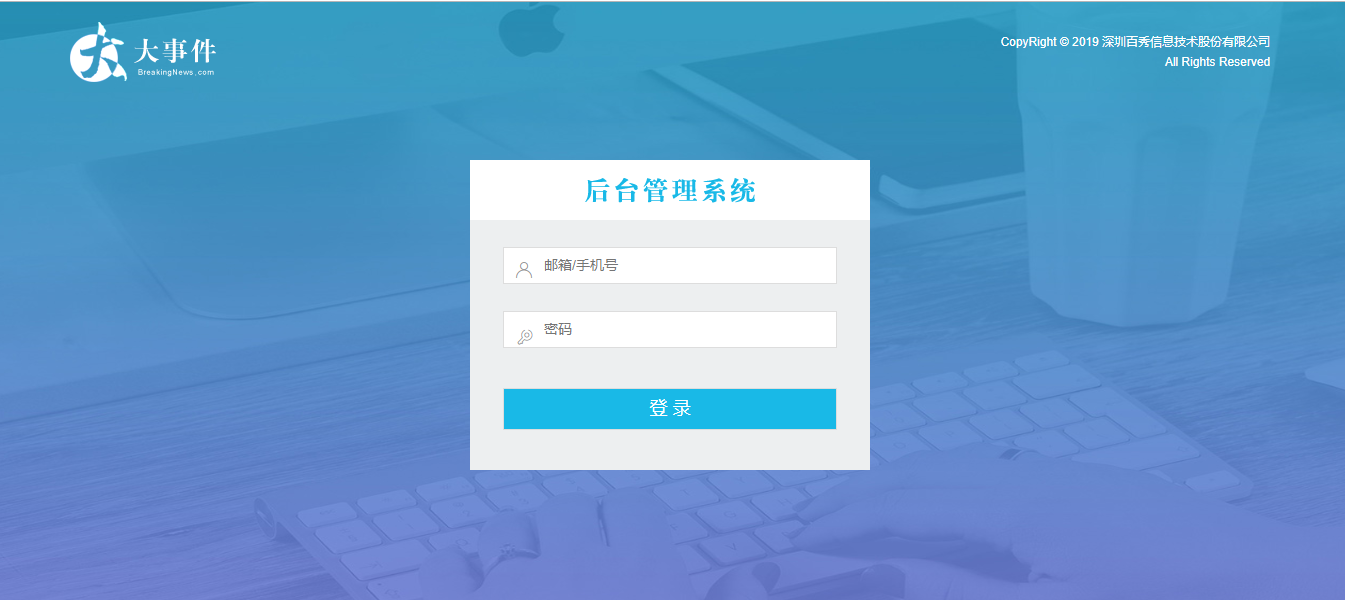 大事件
BreakingNews.com
CopyRight © 2019 深圳百秀信息技术股份有限公司
All Rights Reserved
后台管理系统
邮箱/手机号
密码
登录